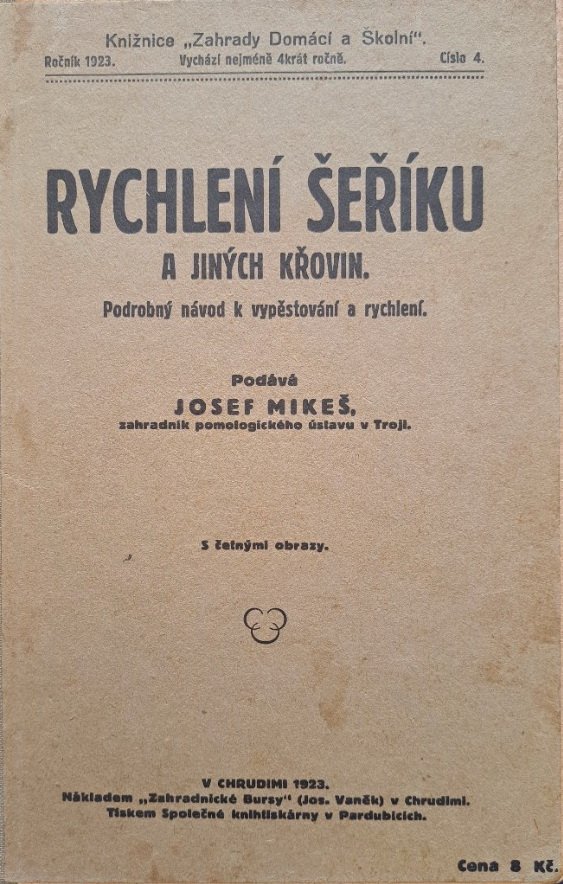 Knižnice „Zahrady Domácí a Školní“.
Ročník 1923. Vychází nejméně 4krát ročně. Číslo 4.
RYCHLENÍ ŠEŘÍKU
A JINÝCH KŘOVIN.
Podrobný návod k vypěstování a rychlení.
Podává
JOSEF MIKEŠ,
zahradník pomologického ústavu v Troji.
S četnými obrazy.
V CHRUDIMI 1923.
Nákladem „Zahradnické Bursy“ (Jos. Vaněk) v Chrudimi.
Tiskem Společné knihtiskárny v Pardubicích.
Cena 8 Kč.